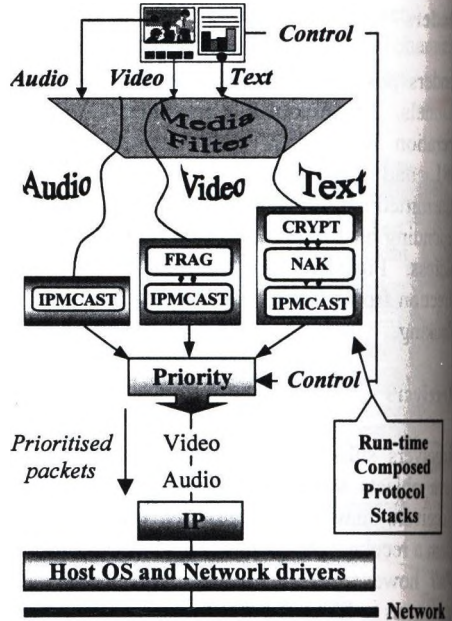 Control
Audio Video Text
Media
Filter
Audio Video Text
CRYPT
FRAG NAK
IPMCAST IPMCAST IPMCAST
Priority Control
Prioritised
packets
Video
Audio
Run-time
Composed
Protocol
Stacks
IP
Host OS and Network drivers
Network